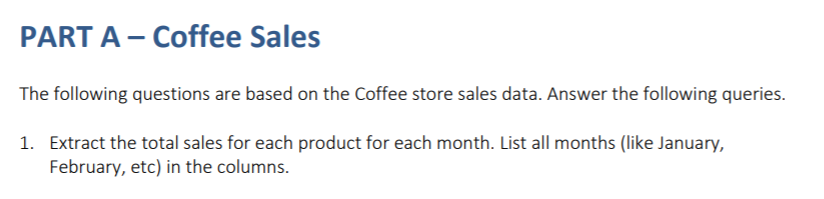 PART A – Coffee Sales
The following questions are based on the Coffee store sales data. Answer the following queries.
1. Extract the total sales for each product for each month. List all months (like January,
February, etc) in the columns.